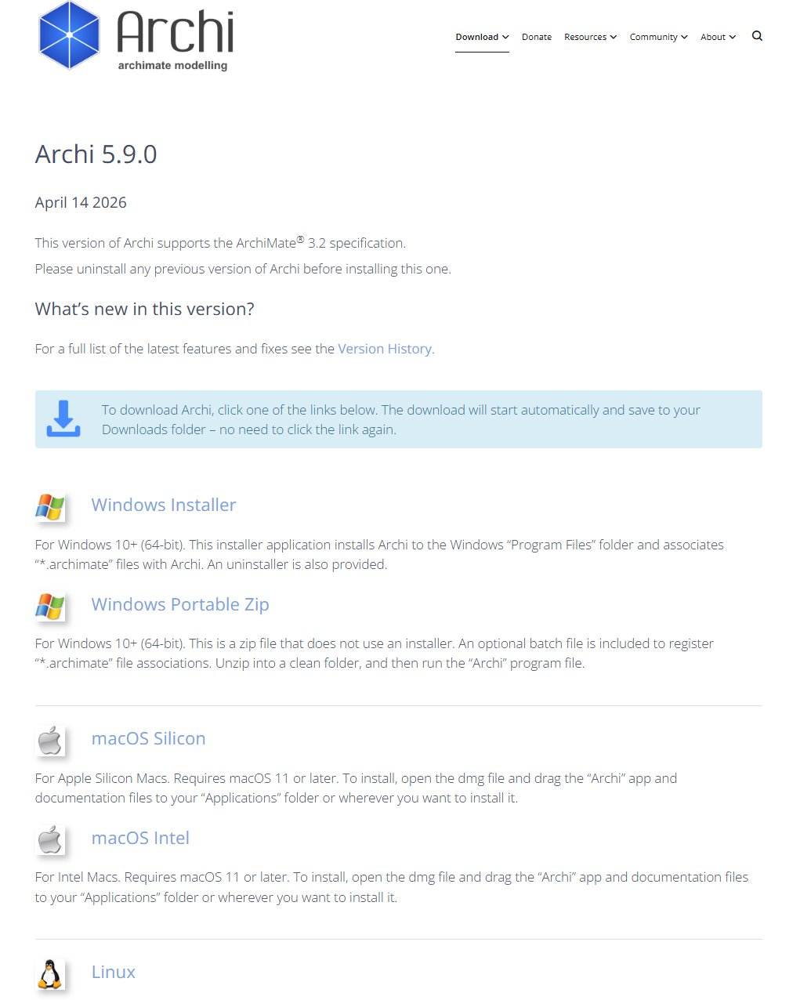 Archi
archimate modelling
Download
Donate
Resources
Community
About
Archi 5.9.0
April 14 2026
This version of Archi supports the ArchiMate® 3.2 specification.
Please uninstall any previous version of Archi before installing this one.
What’s new in this version?
For a full list of the latest features and fixes see the Version History.
To download Archi, click one of the links below. The download will start automatically and save to your
Downloads folder – no need to click the link again.
Windows Installer
For Windows 10+ (64-bit). This installer application installs Archi to the Windows “Program Files” folder and associates
“*.archimate” files with Archi. An uninstaller is also provided.
Windows Portable Zip
For Windows 10+ (64-bit). This is a zip file that does not use an installer. An optional batch file is included to register
“*.archimate” file associations. Unzip into a clean folder, and then run the “Archi” program file.
macOS Silicon
For Apple Silicon Macs. Requires macOS 11 or later. To install, open the dmg file and drag the “Archi” app and
documentation files to your “Applications” folder or wherever you want to install it.
macOS Intel
For Intel Macs. Requires macOS 11 or later. To install, open the dmg file and drag the “Archi” app and documentation files
to your “Applications” folder or wherever you want to install it.
Linux